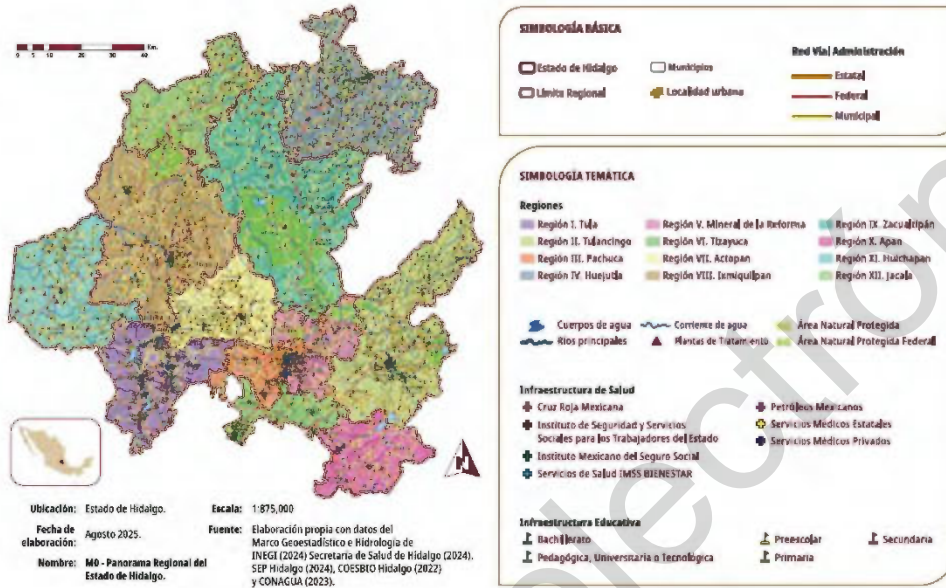 0 5 10 20 30 40 Km.
SIMBOLOGÍA BÁSICA
Estado de Hidalgo
Municipios
Límite Regional
Localidad urbana
Red Vial Administración
Estatal
Federal
Municipal
SIMBOLOGÍA TEMÁTICA
Regiones
Región I. Tula
Región II. Tulancingo
Región III. Pachuca
Región IV. Huejutla
Región V. Mineral de la Reforma
Región VI. Tizayuca
Región VII. Actopan
Región VIII. Ixmiquilpan
Región IX. Zacualtipán
Región X. Apan
Región XI. Huichapan
Región XII. Jacala
Cuerpos de agua
Ríos principales
Corriente de agua
Plantas de Tratamiento
Área Natural Protegida
Área Natural Protegida Federal
Infraestructura de Salud
Cruz Roja Mexicana
Instituto de Seguridad y Servicios
Sociales para los Trabajadores del Estado
Instituto Mexicano del Seguro Social
Servicios de Salud IMSS BIENESTAR
Petróleos Mexicanos
Servicios Médicos Estatales
Servicios Médicos Privados
Infraestructura Educativa
Bachillerato
Pedagógica, Universitaria o Tecnológica
Preescolar
Primaria
Secundaria
N
Ubicación: Estado de Hidalgo.
Fecha de
elaboración: Agosto 2025.
Nombre: M0 - Panorama Regional del
Estado de Hidalgo.
Escala: 1:875,000
Fuente: Elaboración propia con datos del
Marco Geoestadístico e Hidrología de
INEGI (2024) Secretaría de Salud de Hidalgo (2024).
SEP Hidalgo (2024), COESBIO Hidalgo (2022)
y CONAGUA (2023).